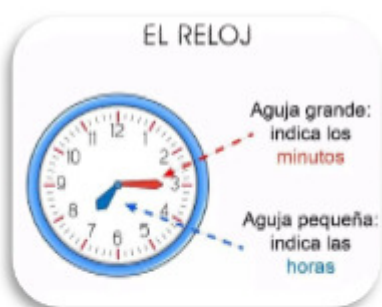 EL RELOJ
Aguja grande:
indica los
minutos
Aguja pequeña:
indica las
horas
12
1
2
3
4
5
6
7
8
9
10
11